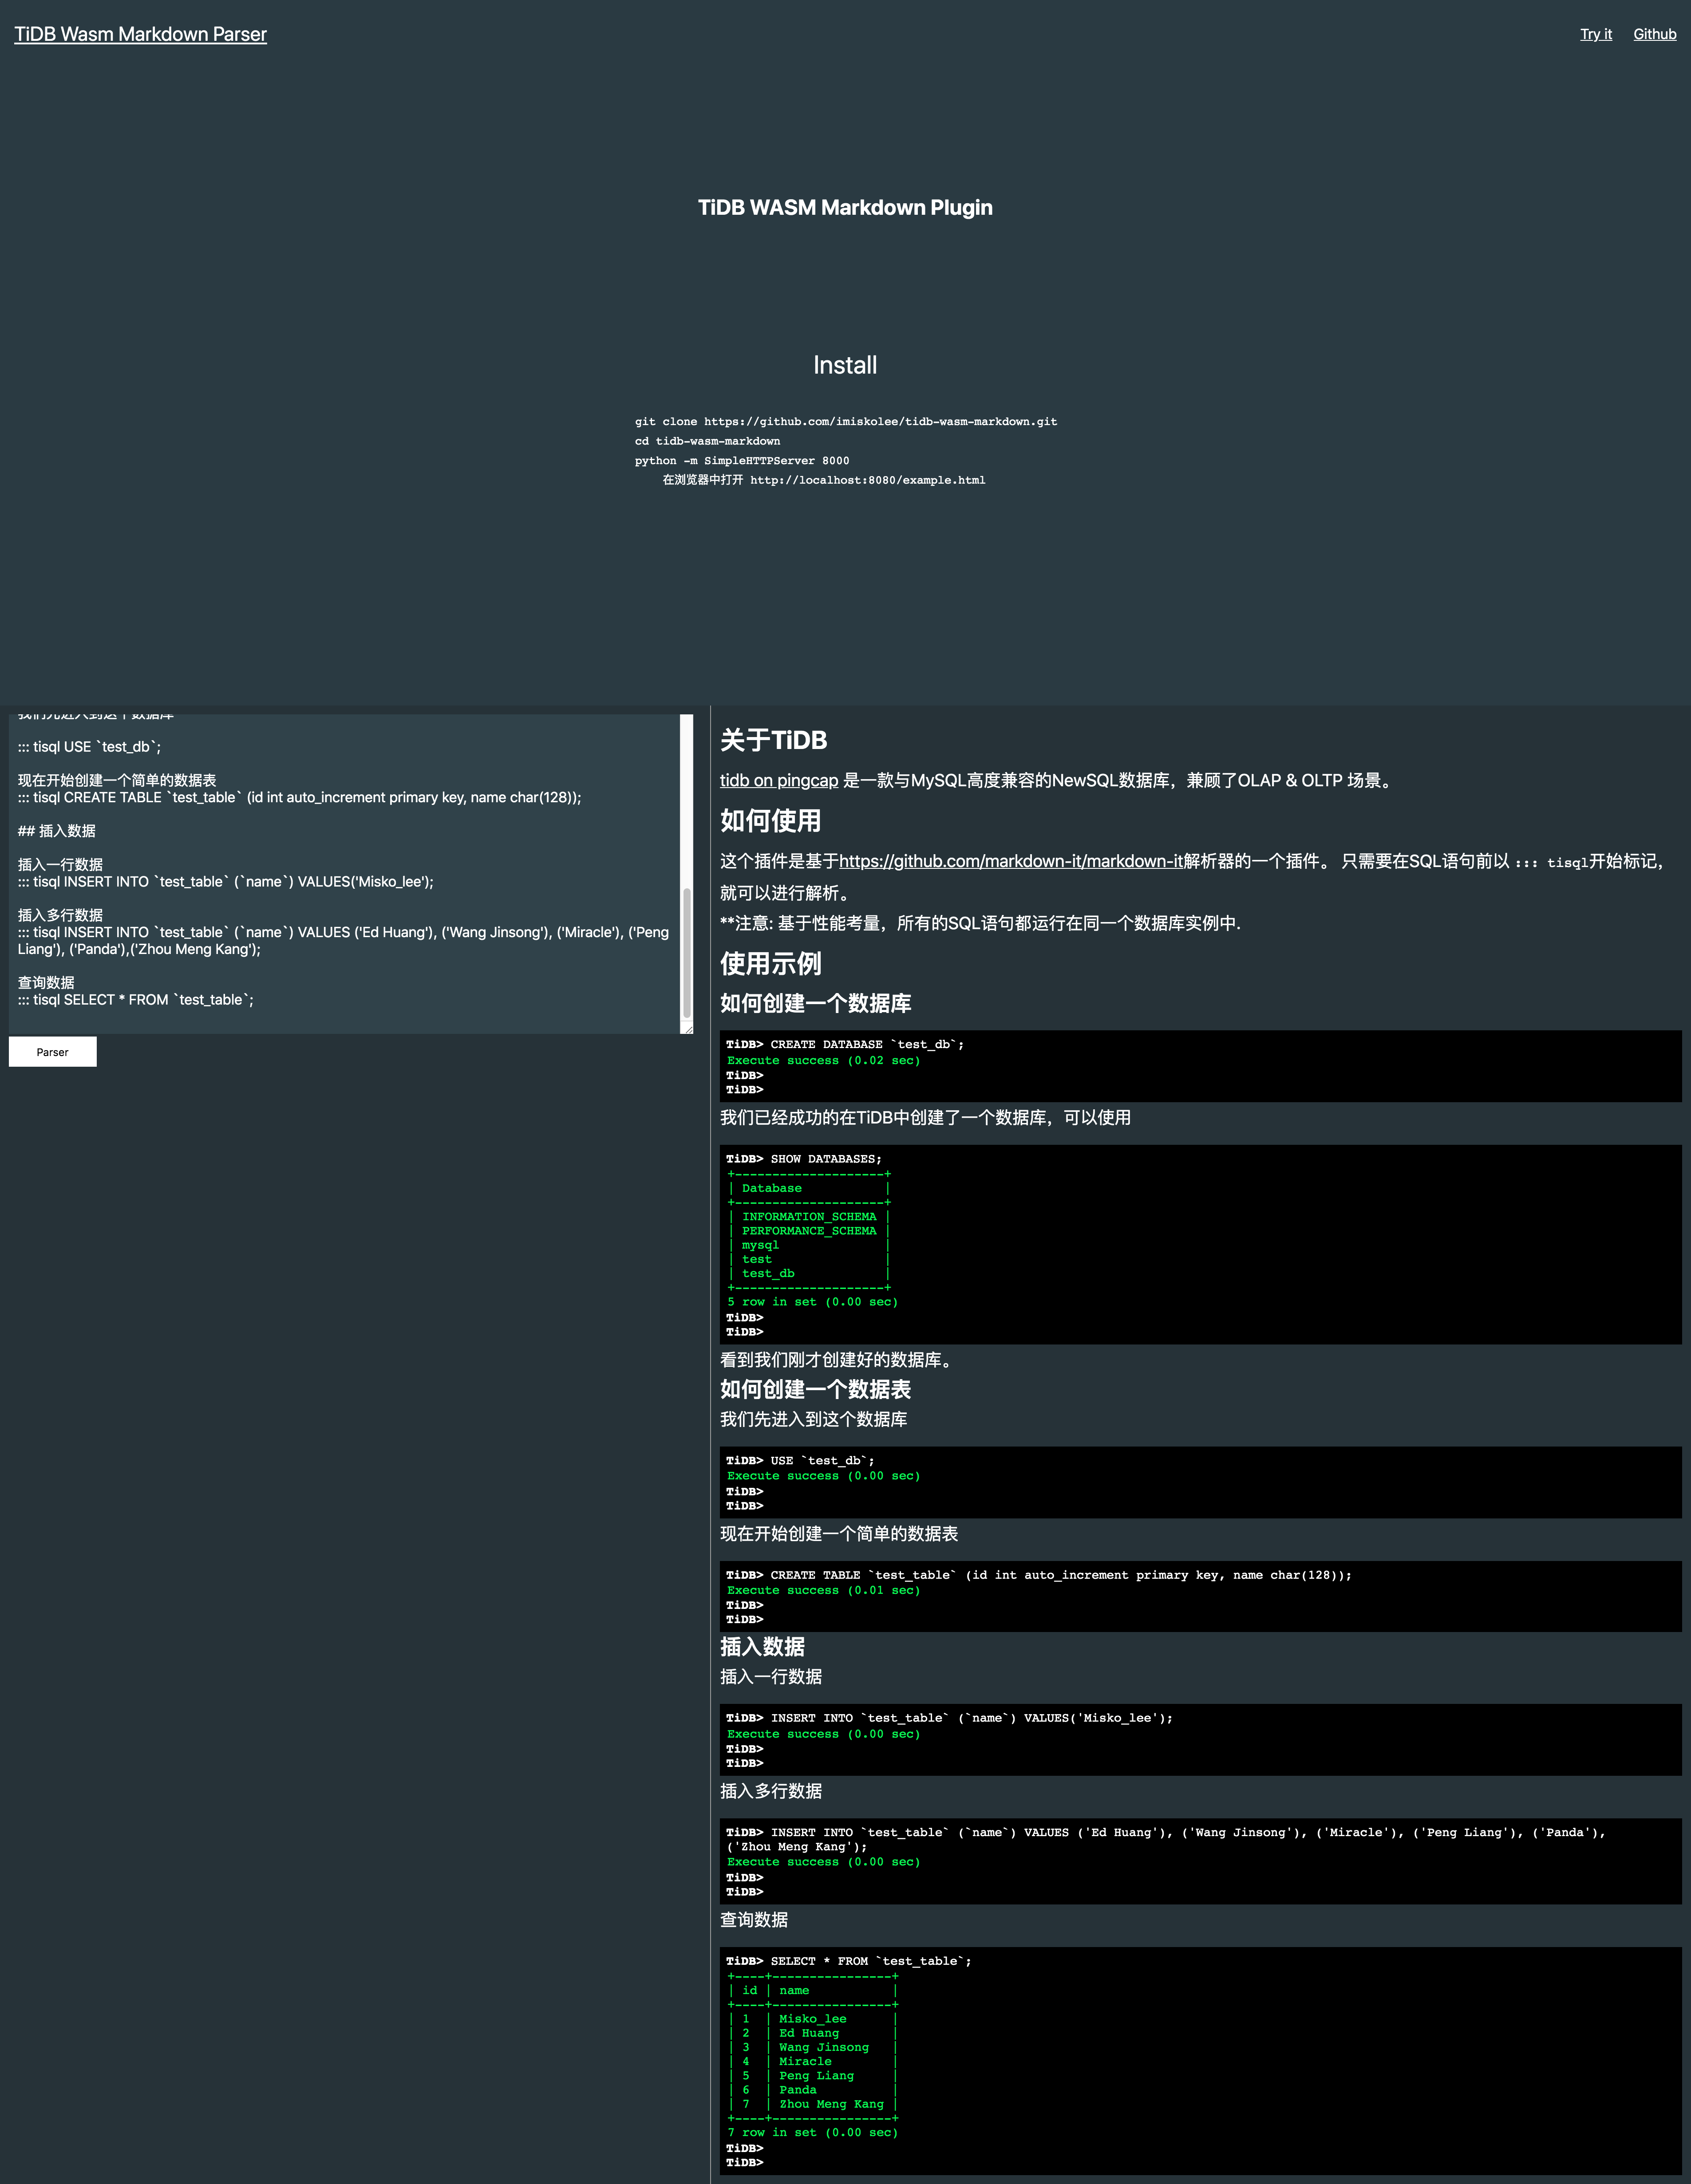 TiDB Wasm Markdown Parser
Try it
Github
TiDB WASM Markdown Plugin
Install
git clone https://github.com/imiskolee/tidb-wasm-markdown.git
cd tidb-wasm-markdown
python -m SimpleHTTPServer 8000
在浏览器中打开 http://localhost:8080/example.html
我们先进入到这个数据库
::: tisql USE `test_db`;
现在开始创建一个简单的数据表
::: tisql CREATE TABLE `test_table` (id int auto_increment primary key, name char(128));
## 插入数据
插入一行数据
::: tisql INSERT INTO `test_table` (`name`) VALUES('Misko_lee');
插入多行数据
::: tisql INSERT INTO `test_table` (`name`) VALUES ('Ed Huang'), ('Wang Jinsong'), ('Miracle'), ('Peng
Liang'), ('Panda'),('Zhou Meng Kang');
查询数据
::: tisql SELECT * FROM `test_table`;
Parser
关于TiDB
tidb on pingcap 是一款与MySQL高度兼容的NewSQL数据库，兼顾了OLAP & OLTP 场景。
如何使用
这个插件是基于https://github.com/markdown-it/markdown-it解析器的一个插件。 只需要在SQL语句前以 ::: tisql开始标记，
就可以进行解析。
**注意: 基于性能考量，所有的SQL语句都运行在同一个数据库实例中.
使用示例
如何创建一个数据库
TiDB> CREATE DATABASE `test_db`;
Execute success (0.02 sec)
TiDB>
TiDB>
我们已经成功的在TiDB中创建了一个数据库，可以使用
TiDB> SHOW DATABASES;
+--------------------+
| Database           |
+--------------------+
| INFORMATION_SCHEMA |
| PERFORMANCE_SCHEMA |
| mysql              |
| test               |
| test_db            |
+--------------------+
5 row in set (0.00 sec)
TiDB>
TiDB>
看到我们刚才创建好的数据库。
如何创建一个数据表
我们先进入到这个数据库
TiDB> USE `test_db`;
Execute success (0.00 sec)
TiDB>
TiDB>
现在开始创建一个简单的数据表
TiDB> CREATE TABLE `test_table` (id int auto_increment primary key, name char(128));
Execute success (0.01 sec)
TiDB>
TiDB>
插入数据
插入一行数据
TiDB> INSERT INTO `test_table` (`name`) VALUES('Misko_lee');
Execute success (0.00 sec)
TiDB>
TiDB>
插入多行数据
TiDB> INSERT INTO `test_table` (`name`) VALUES ('Ed Huang'), ('Wang Jinsong'), ('Miracle'), ('Peng Liang'), ('Panda'),
('Zhou Meng Kang');
Execute success (0.00 sec)
TiDB>
TiDB>
查询数据
TiDB> SELECT * FROM `test_table`;
+----+----------------+
| id | name           |
+----+----------------+
| 1  | Misko_lee      |
| 2  | Ed Huang       |
| 3  | Wang Jinsong   |
| 4  | Miracle        |
| 5  | Peng Liang     |
| 6  | Panda          |
| 7  | Zhou Meng Kang |
+----+----------------+
7 row in set (0.00 sec)
TiDB>
TiDB>